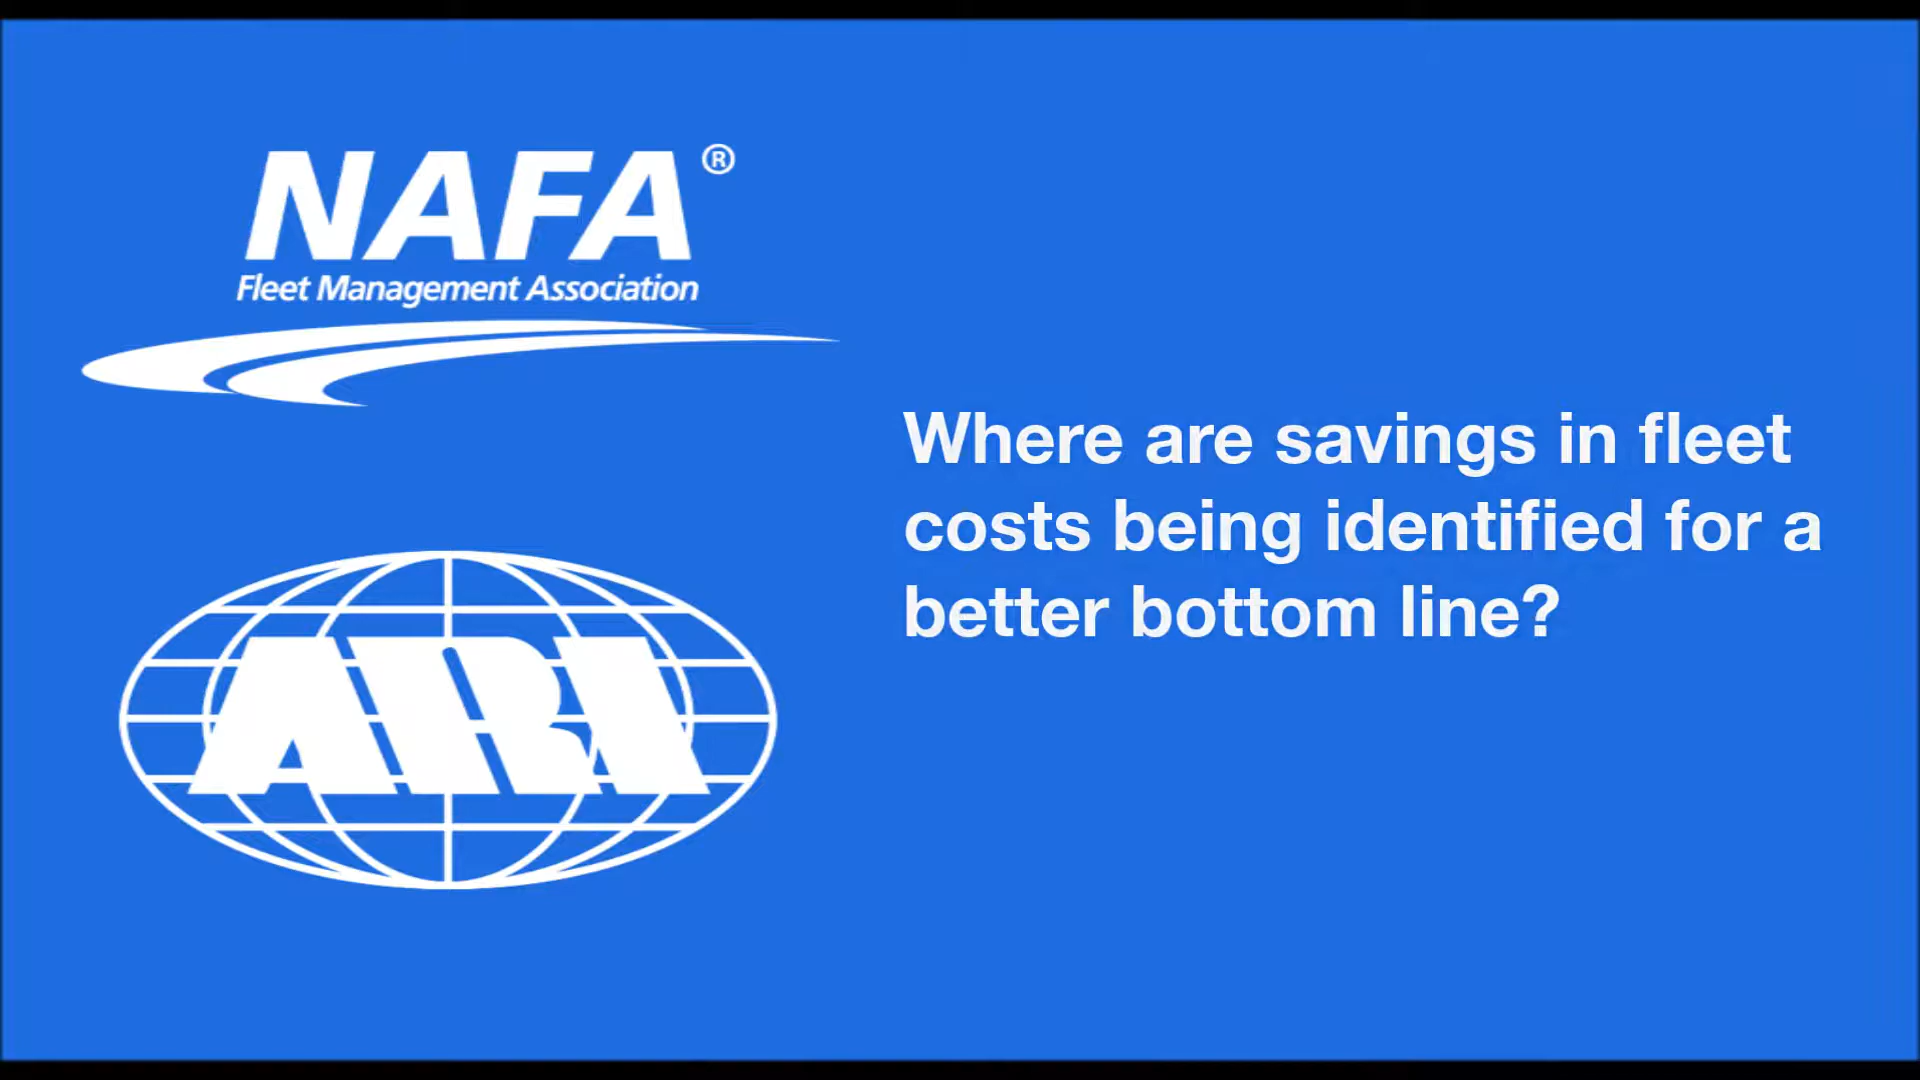 NAFA®
Fleet Management Association
ARI
Where are savings in fleet
costs being identified for a
better bottom line?